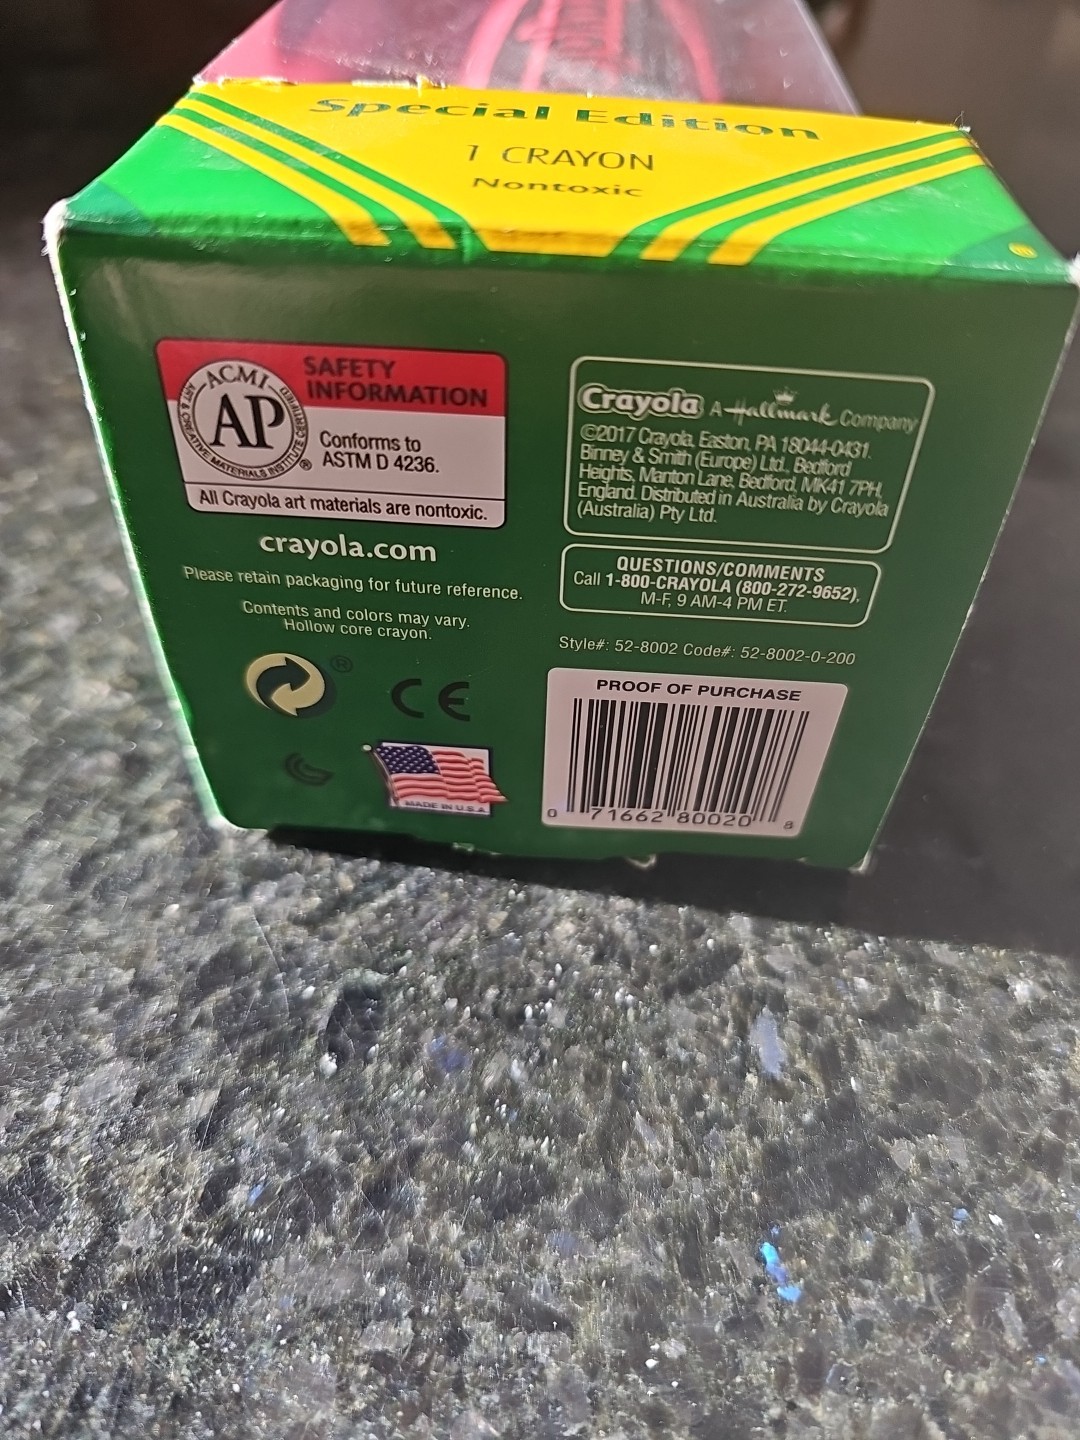 Special Edition
1 CRAYON
Nontoxic
SAFETY
INFORMATION
ACMI
AP
ART & CREATIVE MATERIALS INSTITUTE CERTIFIED
®
Conforms to
ASTM D 4236.
All Crayola art materials are nontoxic.
crayola.com
Please retain packaging for future reference.
Contents and colors may vary.
Hollow core crayon.
®
CE
MADE IN U.S.A.
Crayola A Hallmark Company
©2017 Crayola, Easton, PA 18044-0431.
Binney & Smith (Europe) Ltd., Bedford
Heights, Manton Lane, Bedford, MK41 7PH,
England. Distributed in Australia by Crayola
(Australia) Pty Ltd.
QUESTIONS/COMMENTS
Call 1-800-CRAYOLA (800-272-9652),
M-F, 9 AM-4 PM ET.
Style#: 52-8002 Code#: 52-8002-0-200
PROOF OF PURCHASE
0 71662 80020 8